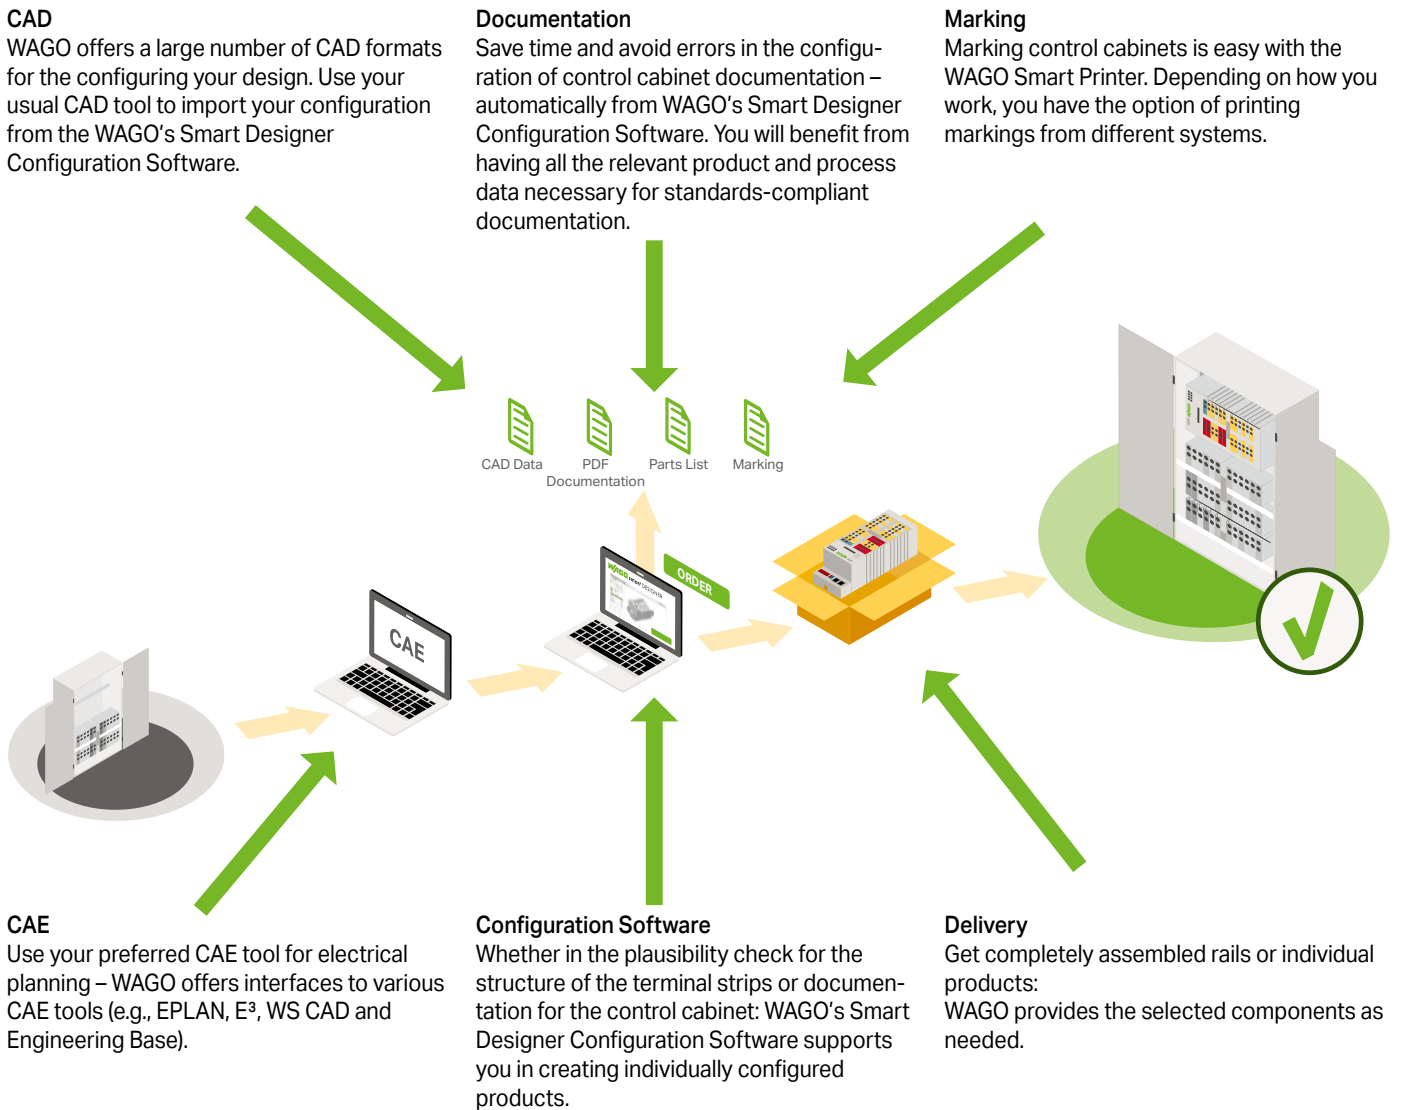 CAD
WAGO offers a large number of CAD formats
for the configuring your design. Use your
usual CAD tool to import your configuration
from the WAGO's Smart Designer
Configuration Software.
Documentation
Save time and avoid errors in the configu-
ration of control cabinet documentation –
automatically from WAGO's Smart Designer
Configuration Software. You will benefit from
having all the relevant product and process
data necessary for standards-compliant
documentation.
Marking
Marking control cabinets is easy with the
WAGO Smart Printer. Depending on how you
work, you have the option of printing
markings from different systems.
CAD Data
PDF
Documentation
Parts List
Marking
ORDER
WAGO smart DESIGNER
CAE
CAE
Use your preferred CAE tool for electrical
planning – WAGO offers interfaces to various
CAE tools (e.g., EPLAN, E³, WS CAD and
Engineering Base).
Configuration Software
Whether in the plausibility check for the
structure of the terminal strips or documen-
tation for the control cabinet: WAGO's Smart
Designer Configuration Software supports
you in creating individually configured
products.
Delivery
Get completely assembled rails or individual
products:
WAGO provides the selected components as
needed.